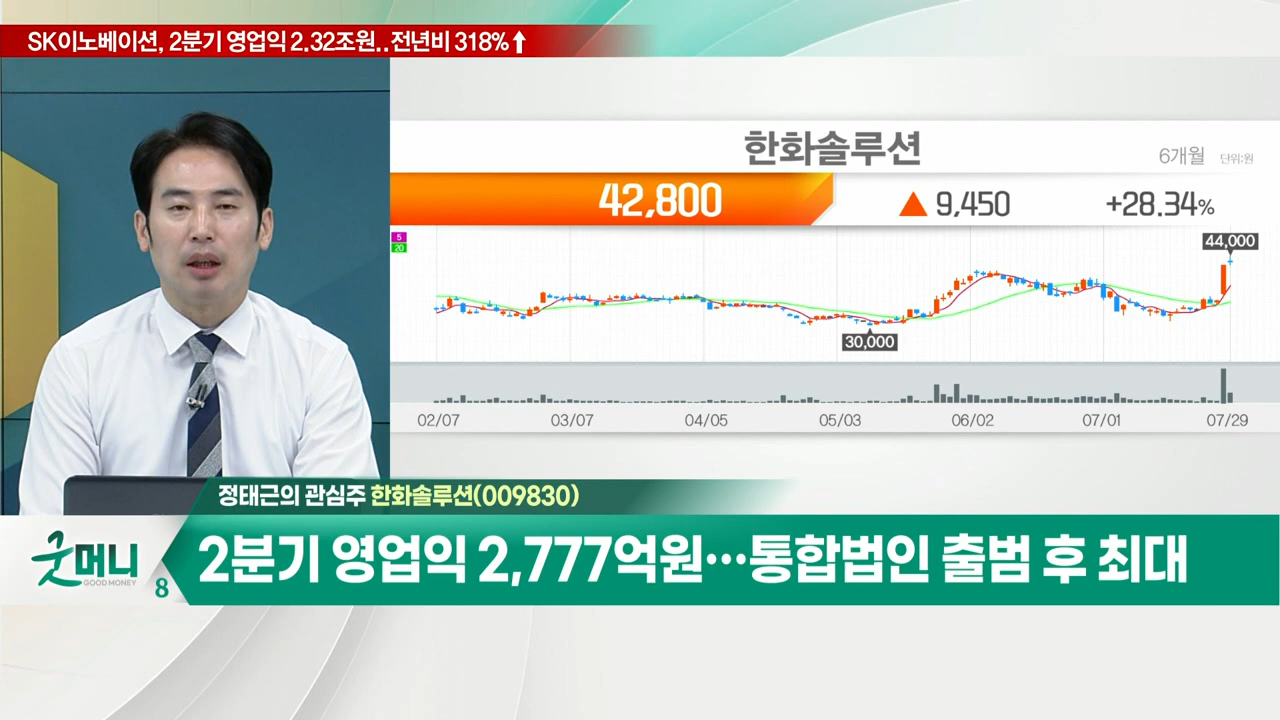 SK이노베이션, 2분기 영업익 2.32조원..전년비 318%↑
한화솔루션
6개월 단위:원
42,800 ▲ 9,450 +28.34%
5
20
44,000
30,000
02/07 03/07 04/05 05/03 06/02 07/01 07/29
정태근의 관심주 한화솔루션(009830)
2분기 영업익 2,777억원…통합법인 출범 후 최대
굿머니
GOOD MONEY
8